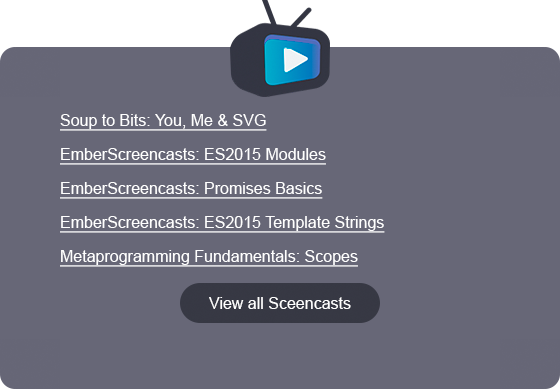 Soup to Bits: You, Me & SVG
EmberScreencasts: ES2015 Modules
EmberScreencasts: Promises Basics
EmberScreencasts: ES2015 Template Strings
Metaprogramming Fundamentals: Scopes
View all Sceencasts